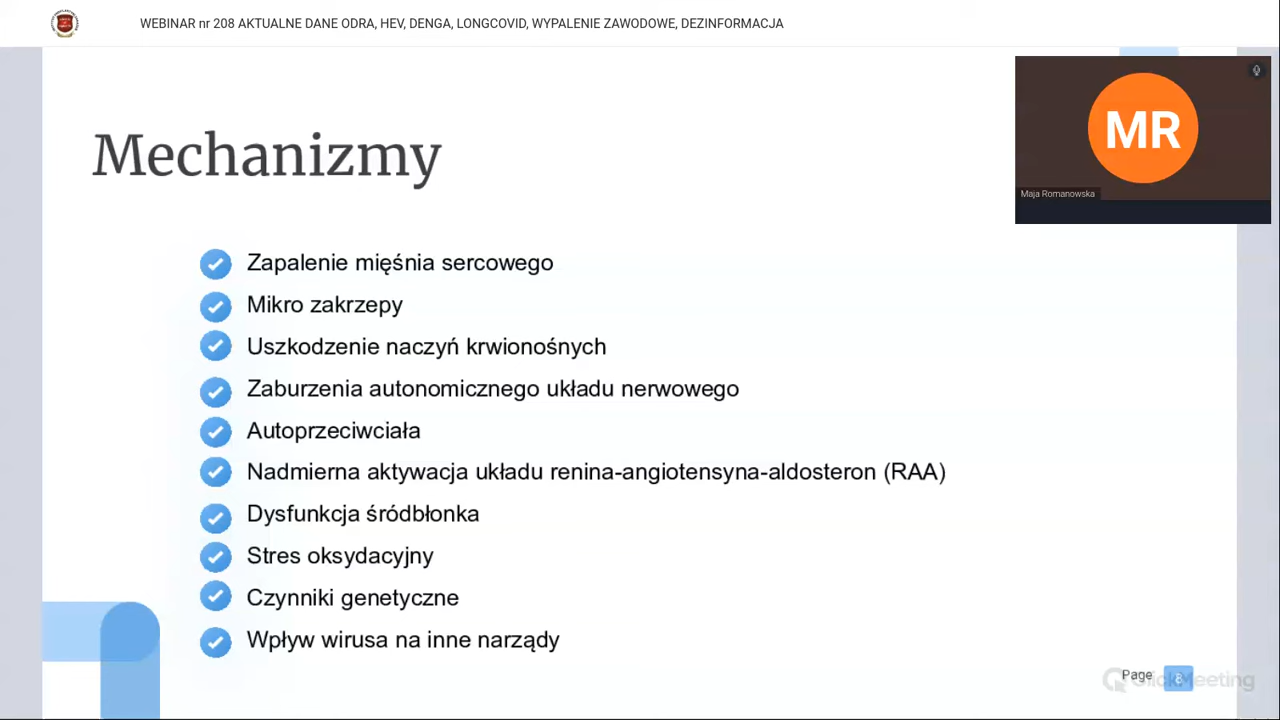 WEBINAR nr 208 AKTUALNE DANE ODRA, HEV, DENGA, LONGCOVID, WYPALENIE ZAWODOWE, DEZINFORMACJA
MR
Maja Romanowska
Mechanizmy
Zapalenie mięśnia sercowego
Mikro zakrzepy
Uszkodzenie naczyń krwionośnych
Zaburzenia autonomicznego układu nerwowego
Autoprzeciwciała
Nadmierna aktywacja układu renina-angiotensyna-aldosteron (RAA)
Dysfunkcja śródbłonka
Stres oksydacyjny
Czynniki genetyczne
Wpływ wirusa na inne narządy
Page 8
ClickMeeting